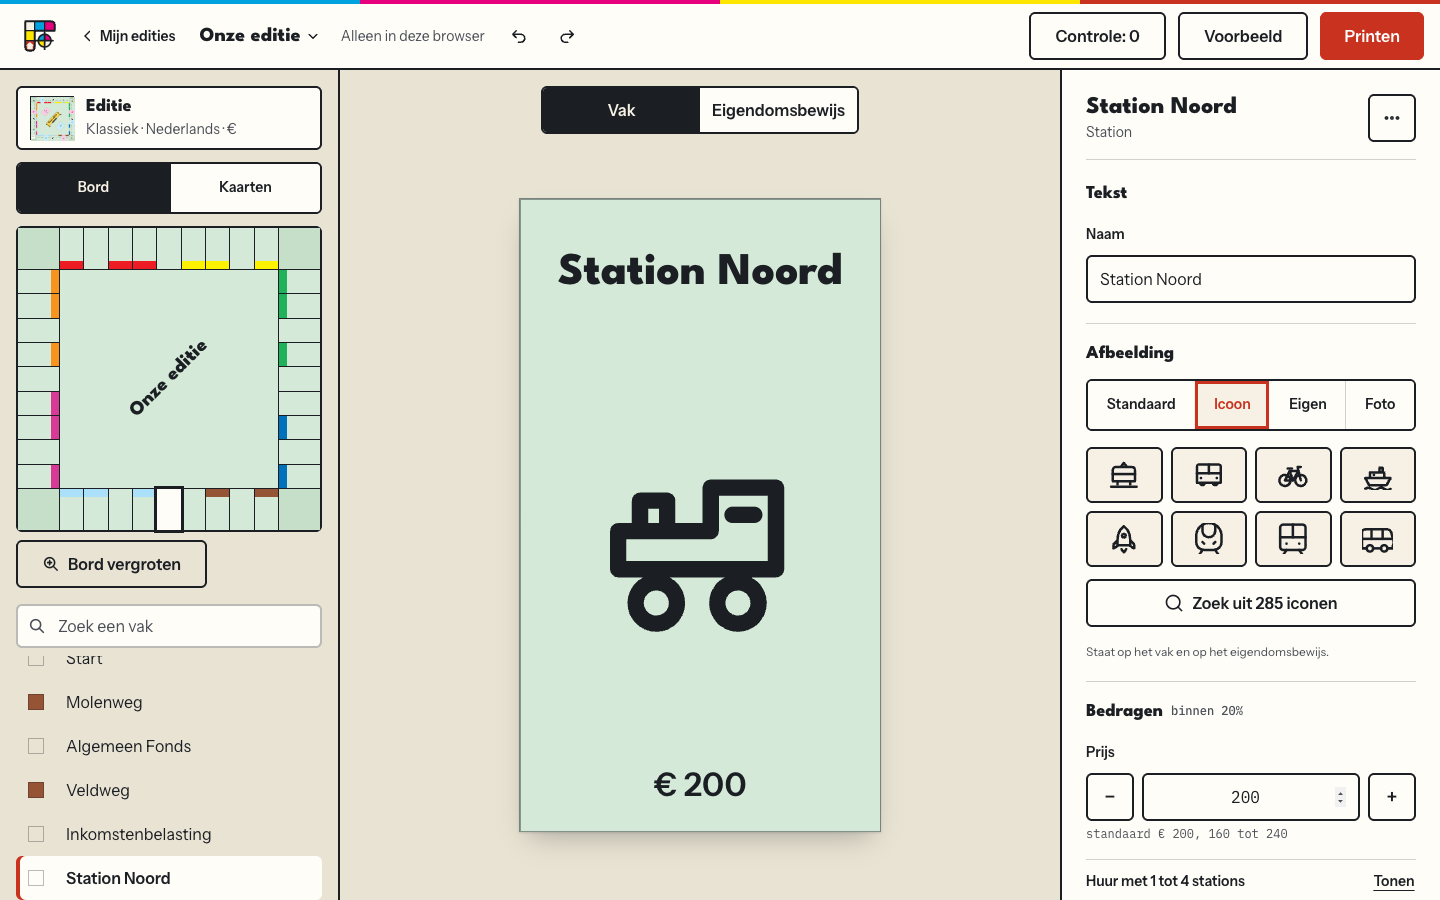 Mijn edities
Onze editie
Alleen in deze browser
Controle: 0
Voorbeeld
Printen
Editie
Klassiek · Nederlands · €
Bord
Kaarten
Onze editie
Bord vergroten
Zoek een vak
Start
Molenweg
Algemeen Fonds
Veldweg
Inkomstenbelasting
Station Noord
Vak
Eigendomsbewijs
Station Noord
€ 200
Station Noord
Station
Tekst
Naam
Station Noord
Afbeelding
Standaard
Icoon
Eigen
Foto
Zoek uit 285 iconen
Staat op het vak en op het eigendomsbewijs.
Bedragen binnen 20%
Prijs
− 200 +
standaard € 200, 160 tot 240
Huur met 1 tot 4 stations
Tonen